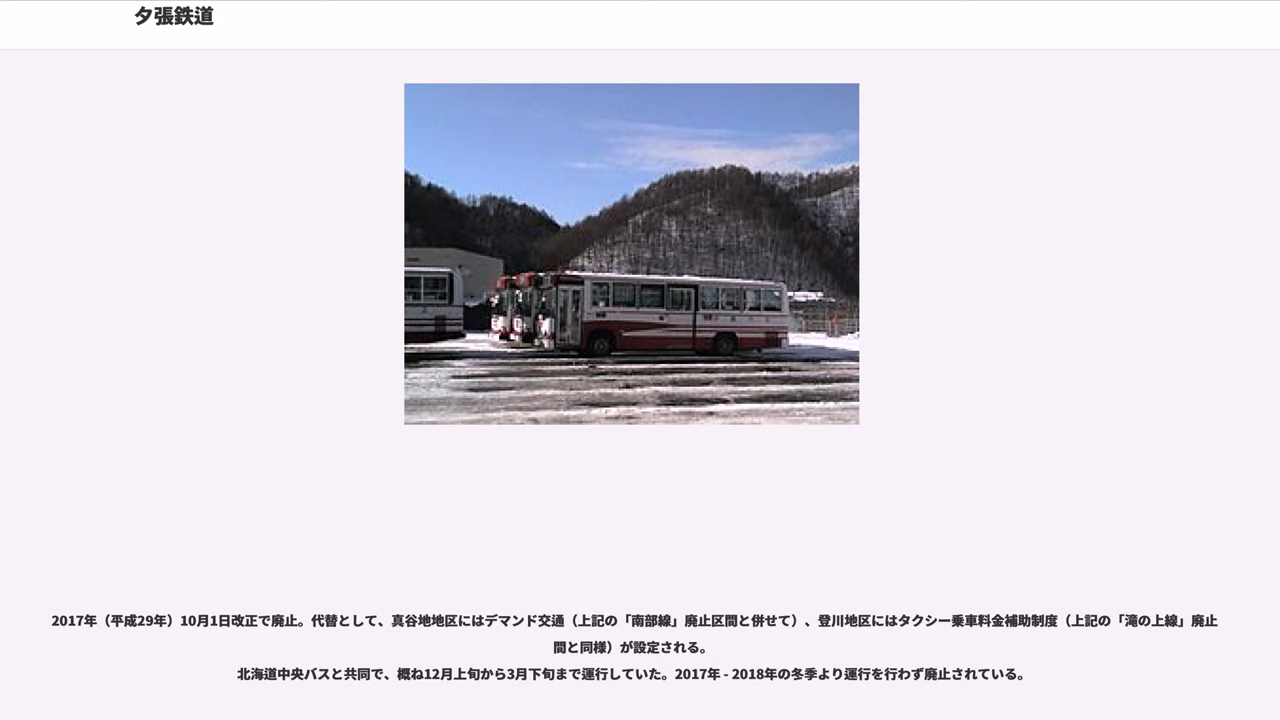 夕張鉄道
2017年（平成29年）10月1日改正で廃止。代替として、真谷地地区にはデマンド交通（上記の「南部線」廃止区間と併せて）、登川地区にはタクシー乗車料金補助制度（上記の「滝の上線」廃止
間と同様）が設定される。
北海道中央バスと共同で、概ね12月上旬から3月下旬まで運行していた。2017年 - 2018年の冬季より運行を行わず廃止されている。